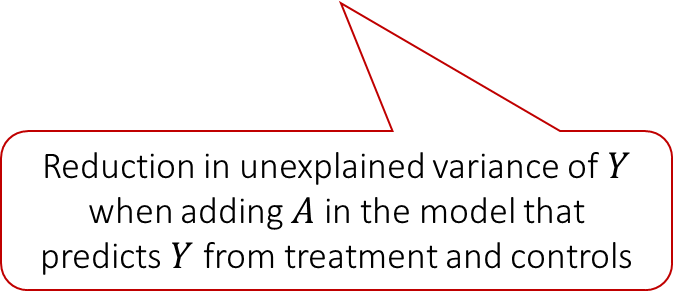 Reduction in unexplained variance of Y
when adding A in the model that
predicts Y from treatment and controls